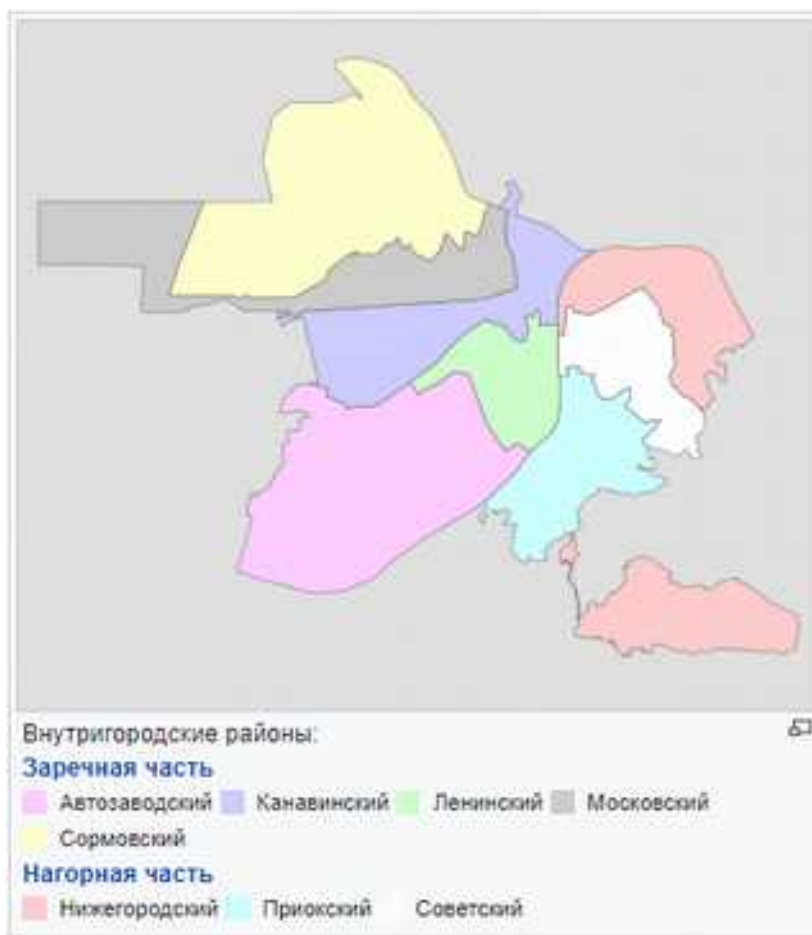 Внутригородские районы:
Заречная часть
Автозаводский Канавинский Ленинский Московский
Сормовский
Нагорная часть
Нижегородский Приокский Советский